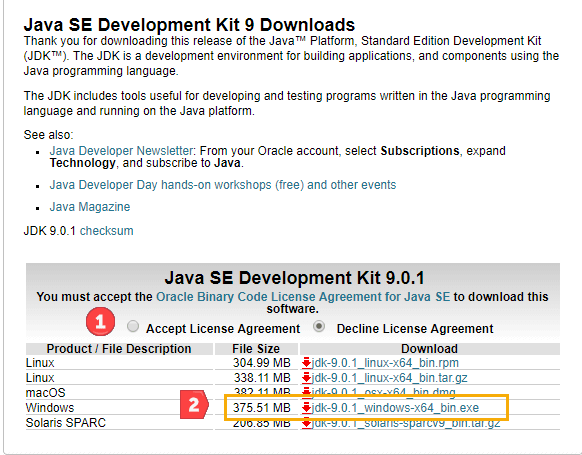 Java SE Development Kit 9 Downloads
Thank you for downloading this release of the Java™ Platform, Standard Edition Development Kit
(JDK™). The JDK is a development environment for building applications, and components using the
Java programming language.
The JDK includes tools useful for developing and testing programs written in the Java programming
language and running on the Java platform.
See also:
Java Developer Newsletter: From your Oracle account, select Subscriptions, expand
Technology, and subscribe to Java.
Java Developer Day hands-on workshops (free) and other events
Java Magazine
JDK 9.0.1 checksum
Java SE Development Kit 9.0.1
You must accept the Oracle Binary Code License Agreement for Java SE to download this
software.
1 Accept License Agreement Decline License Agreement
Product / File Description File Size Download
Linux 304.99 MB jdk-9.0.1_linux-x64_bin.rpm
Linux 338.11 MB jdk-9.0.1_linux-x64_bin.tar.gz
macOS 382.11 MB jdk-9.0.1_osx-x64_bin.dmg
Windows 2 375.51 MB jdk-9.0.1_windows-x64_bin.exe
Solaris SPARC 206.85 MB jdk-9.0.1_solaris-sparcv9_bin.tar.gz